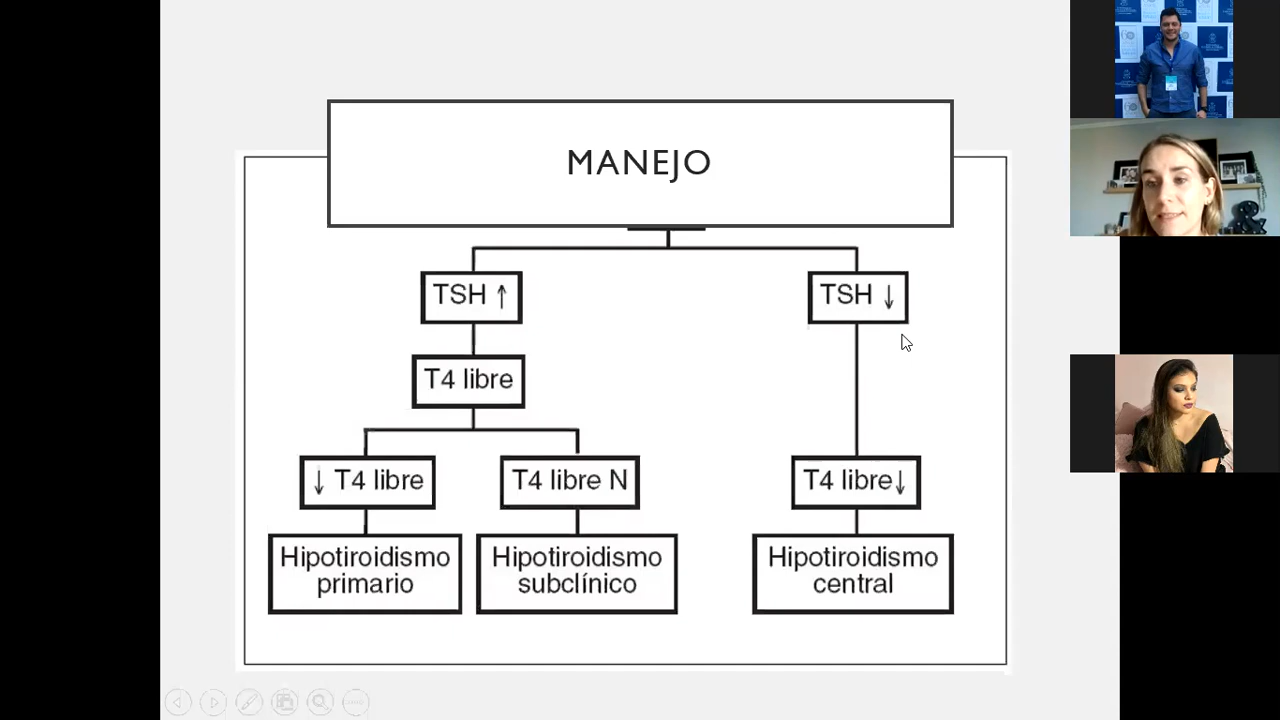 MANEJO
TSH ↑
TSH ↓
T4 libre
↓ T4 libre
T4 libre N
T4 libre↓
Hipotiroidismo
primario
Hipotiroidismo
subclínico
Hipotiroidismo
central